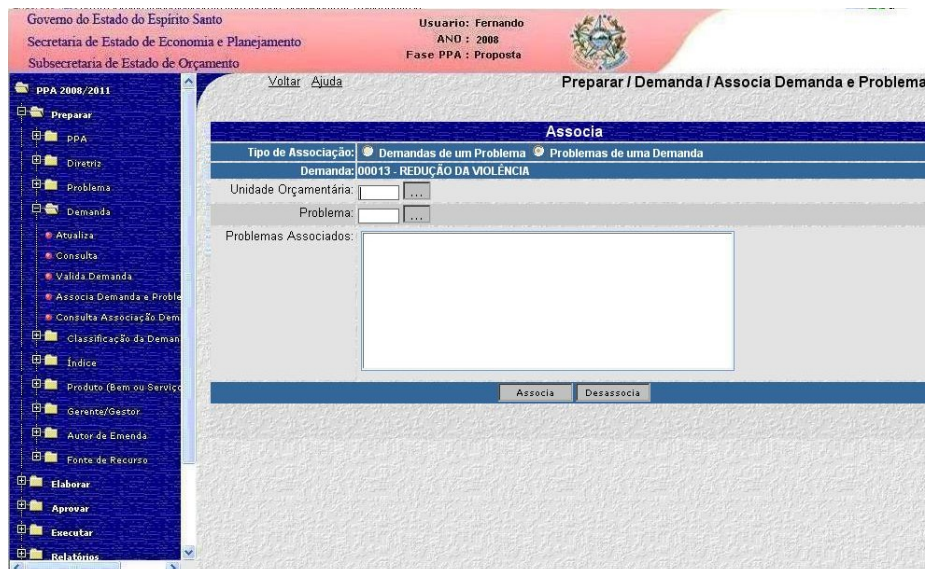 Governo do Estado do Espírito Santo
Secretaria de Estado de Economia e Planejamento
Subsecretaria de Estado de Orçamento
Usuario: Fernando
ANO : 2008
Fase PPA : Proposta
Voltar Ajuda
Preparar / Demanda / Associa Demanda e Problema
PPA 2008/2011
Preparar
PPA
Diretriz
Problema
Demanda
Atualiza
Consulta
Valida Demanda
Associa Demanda e Proble
Consulta Associação Dem
Classificação da Deman
Índice
Produto (Bem ou Serviço
Gerente/Gestor
Autor de Emenda
Fonte de Recurso
Elaborar
Aprovar
Executar
Relatórios
Associa
Tipo de Associação: Demandas de um Problema Problemas de uma Demanda
Demanda: 00013 - REDUÇÃO DA VIOLÊNCIA
Unidade Orçamentária: ...
Problema: ...
Problemas Associados:
Associa Desassocia